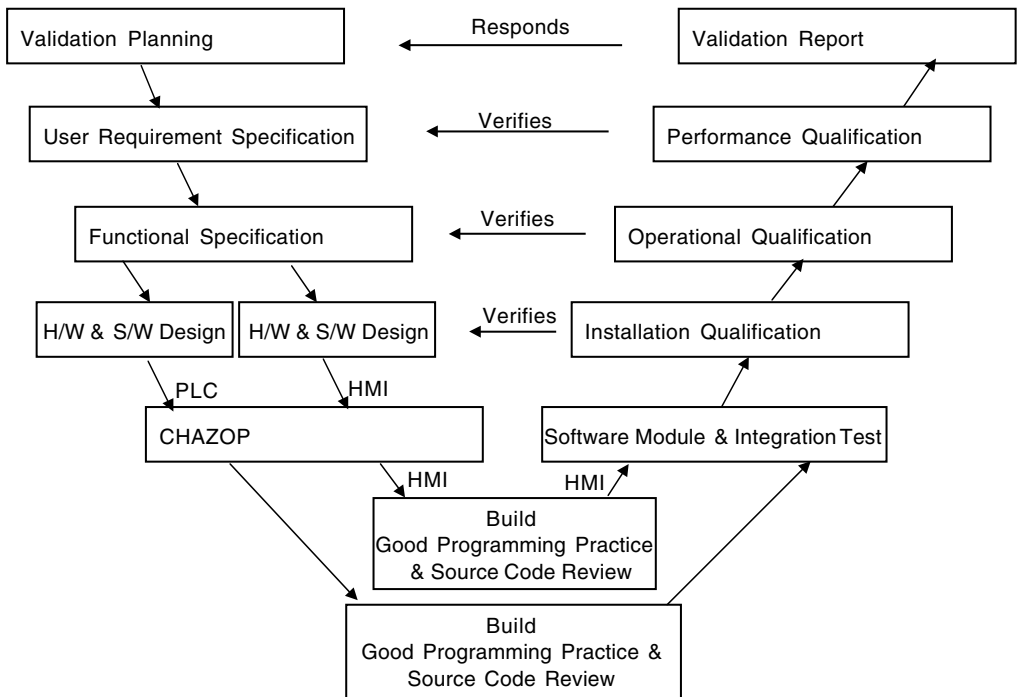 Validation Planning
Responds
Validation Report
User Requirement Specification
Verifies
Performance Qualification
Functional Specification
Verifies
Operational Qualification
H/W & S/W Design
H/W & S/W Design
Verifies
Installation Qualification
PLC
HMI
CHAZOP
Software Module & Integration Test
HMI
HMI
Build
Good Programming Practice
& Source Code Review
Build
Good Programming Practice &
Source Code Review